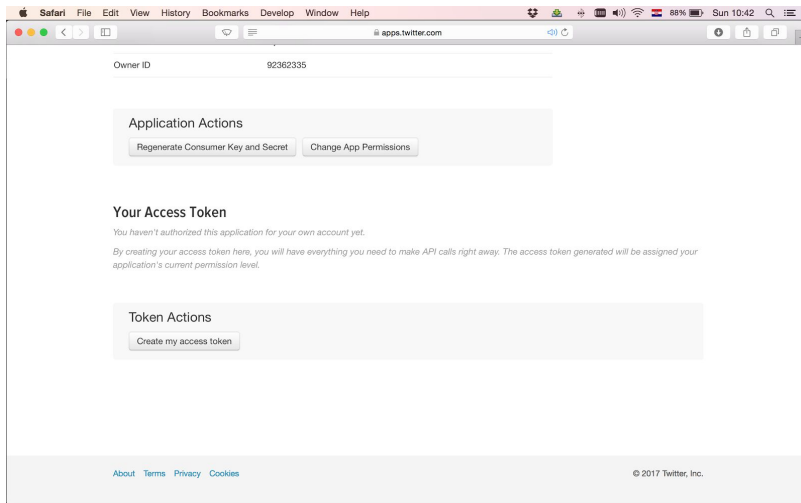 Safari File Edit View History Bookmarks Develop Window Help 88% Sun 10:42
apps.twitter.com
Owner ID 92362335
Application Actions
Regenerate Consumer Key and Secret Change App Permissions
Your Access Token
You haven't authorized this application for your own account yet.
By creating your access token here, you will have everything you need to make API calls right away. The access token generated will be assigned your
application's current permission level.
Token Actions
Create my access token
About Terms Privacy Cookies © 2017 Twitter, Inc.